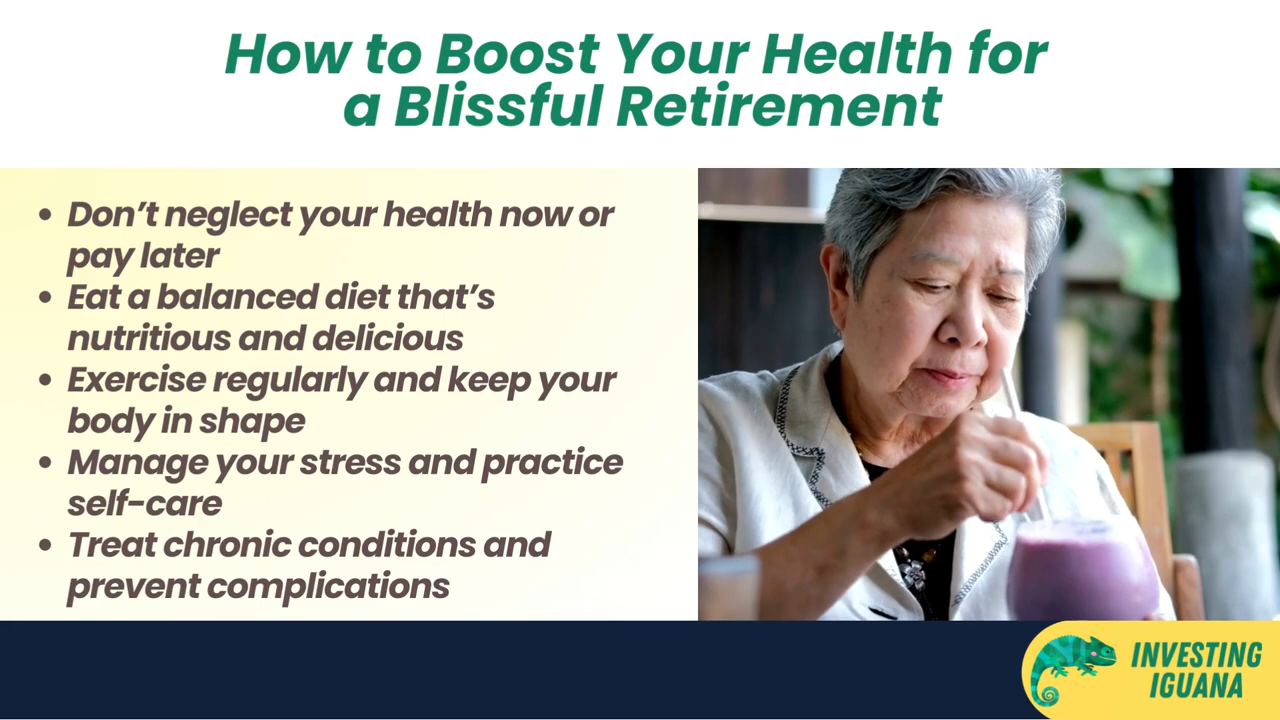 How to Boost Your Health for
a Blissful Retirement
• Don’t neglect your health now or
pay later
• Eat a balanced diet that’s
nutritious and delicious
• Exercise regularly and keep your
body in shape
• Manage your stress and practice
self-care
• Treat chronic conditions and
prevent complications
INVESTING
IGUANA